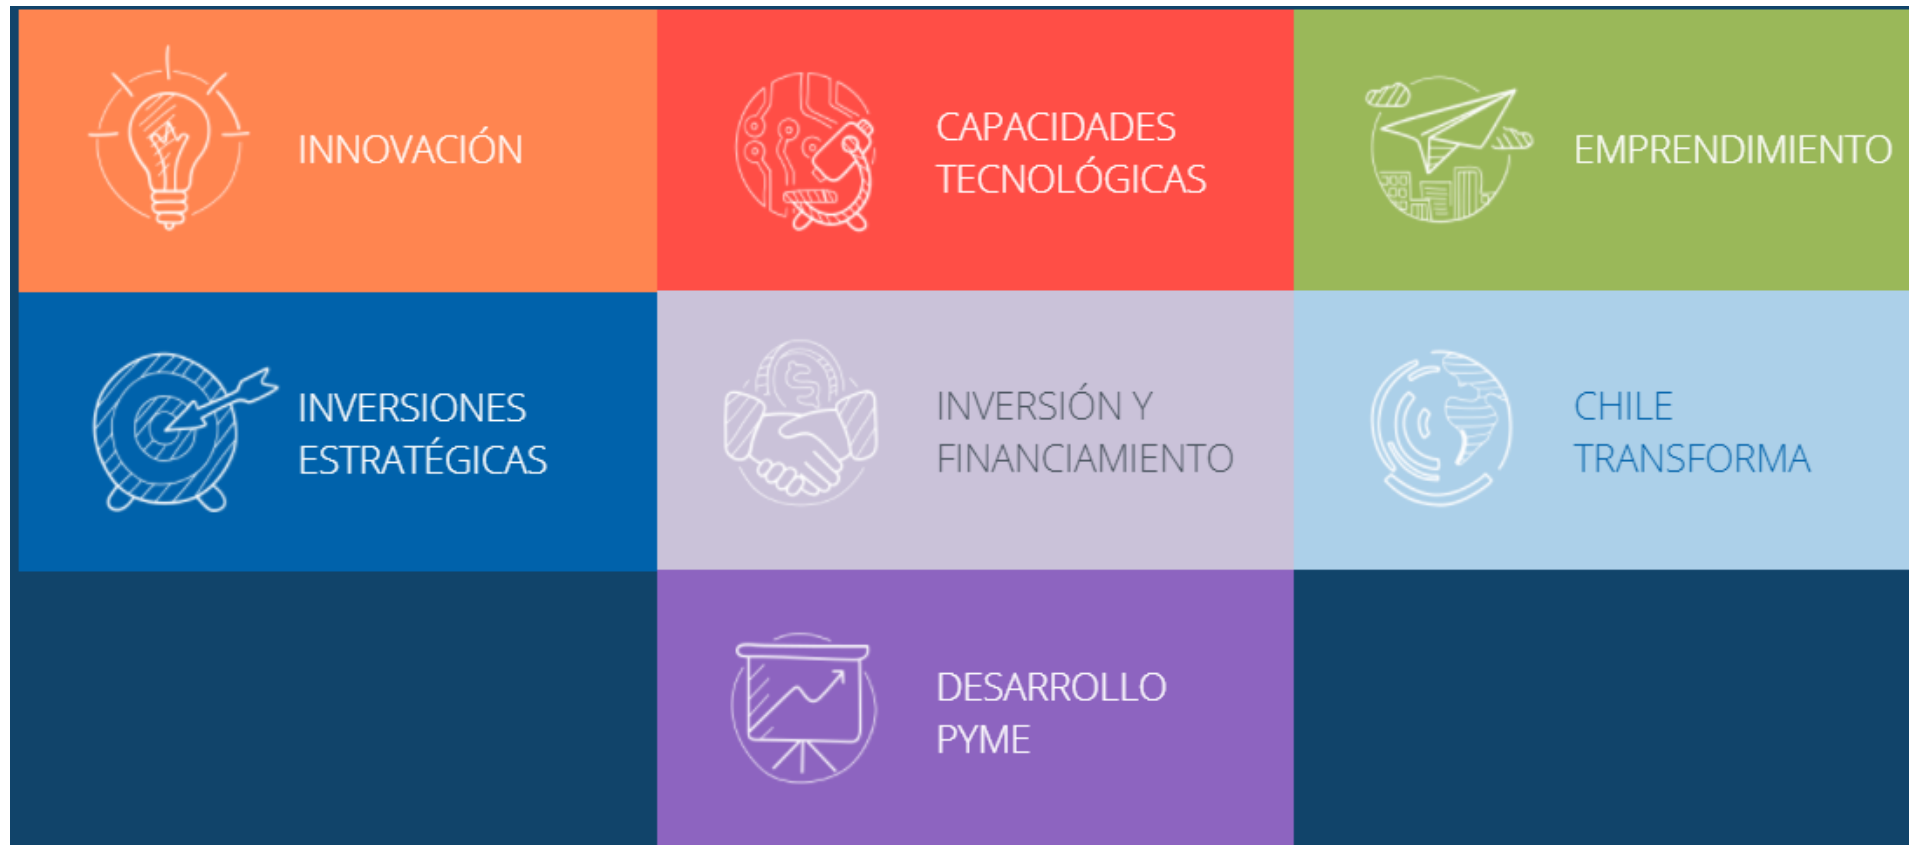 INNOVACIÓN
CAPACIDADES
TECNOLÓGICAS
EMPRENDIMIENTO
INVERSIONES
ESTRATÉGICAS
INVERSIÓN Y
FINANCIAMIENTO
CHILE
TRANSFORMA
DESARROLLO
PYME